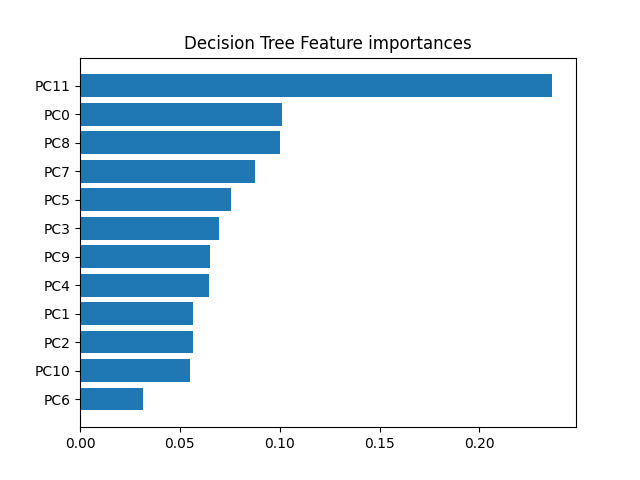 Decision Tree Feature importances
PC11
PC0
PC8
PC7
PC5
PC3
PC9
PC4
PC1
PC2
PC10
PC6
0.00 0.05 0.10 0.15 0.20